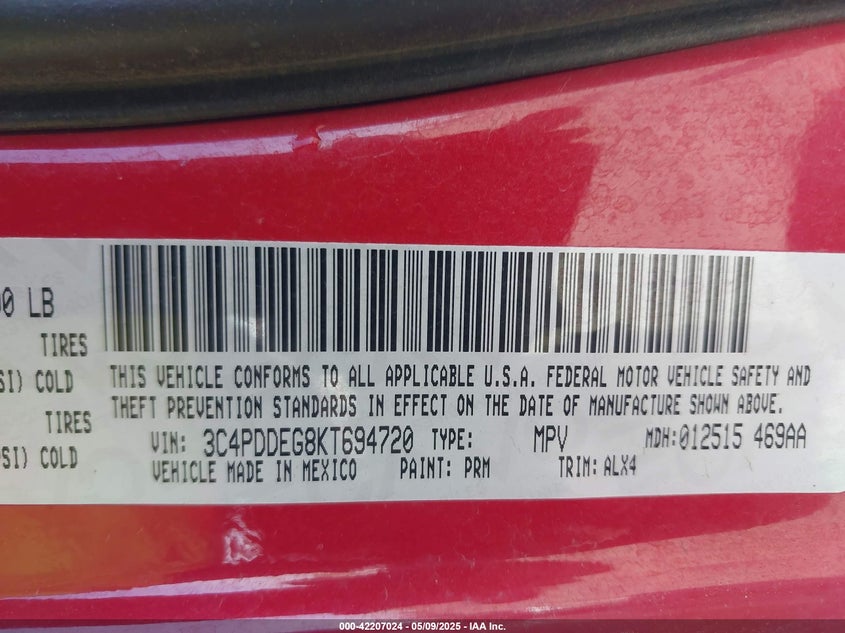 00 LB
TIRES
SI) COLD
TIRES
SI) COLD
THIS VEHICLE CONFORMS TO ALL APPLICABLE U.S.A. FEDERAL MOTOR VEHICLE SAFETY AND
THEFT PREVENTION STANDARDS IN EFFECT ON THE DATE OF MANUFACTURE SHOWN ABOVE.
VIN: 3C4PDDEG8KT694720 TYPE: MPV MDH:012515 469AA
VEHICLE MADE IN MEXICO PAINT: PRM TRIM: ALX4
000-42207024 | 05/09/2025 - IAA Inc.